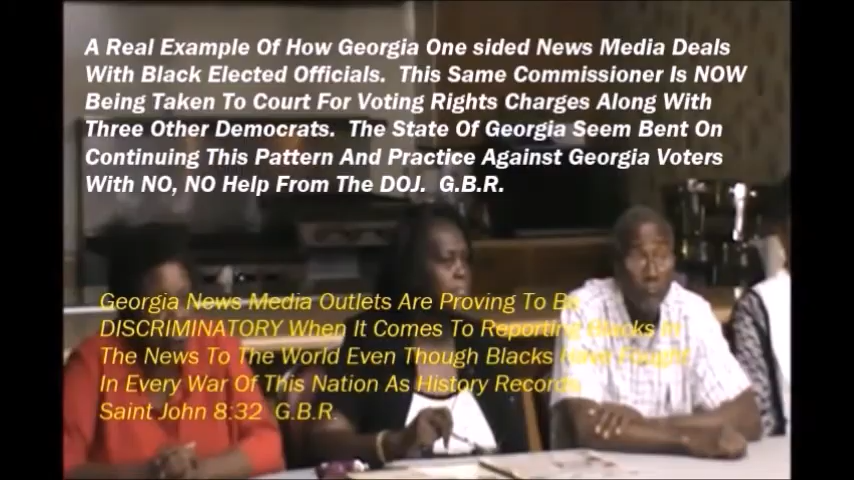 A Real Example Of How Georgia One sided News Media Deals
With Black Elected Officials. This Same Commissioner Is NOW
Being Taken To Court For Voting Rights Charges Along With
Three Other Democrats. The State Of Georgia Seem Bent On
Continuing This Pattern And Practice Against Georgia Voters
With NO, NO Help From The DOJ. G.B.R.
Georgia News Media Outlets Are Proving To Be
DISCRIMINATORY When It Comes To Reporting Blacks In
The News To The World Even Though Blacks Have Fought
In Every War Of This Nation As History Records
Saint John 8:32 G.B.R.